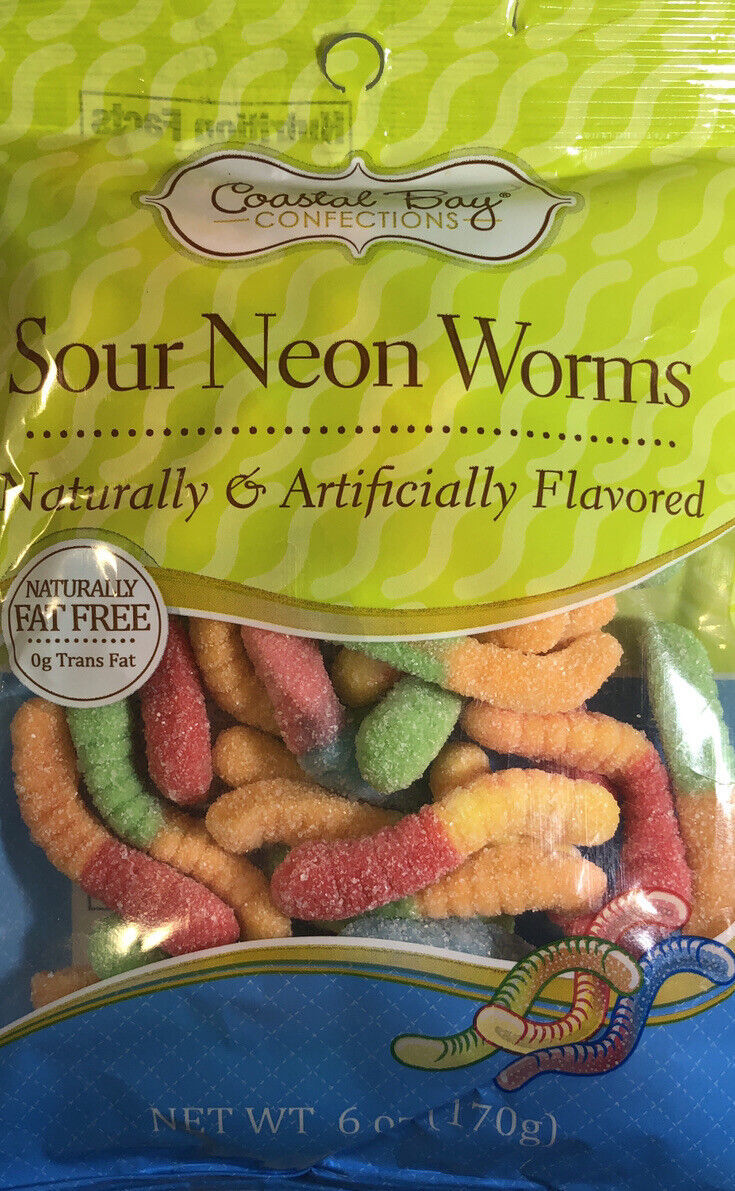 Nutrition Facts
Coastal Bay®
CONFECTIONS
Sour Neon Worms
Naturally & Artificially Flavored
NATURALLY
FAT FREE
0g Trans Fat
NET WT 6 oz (170g)